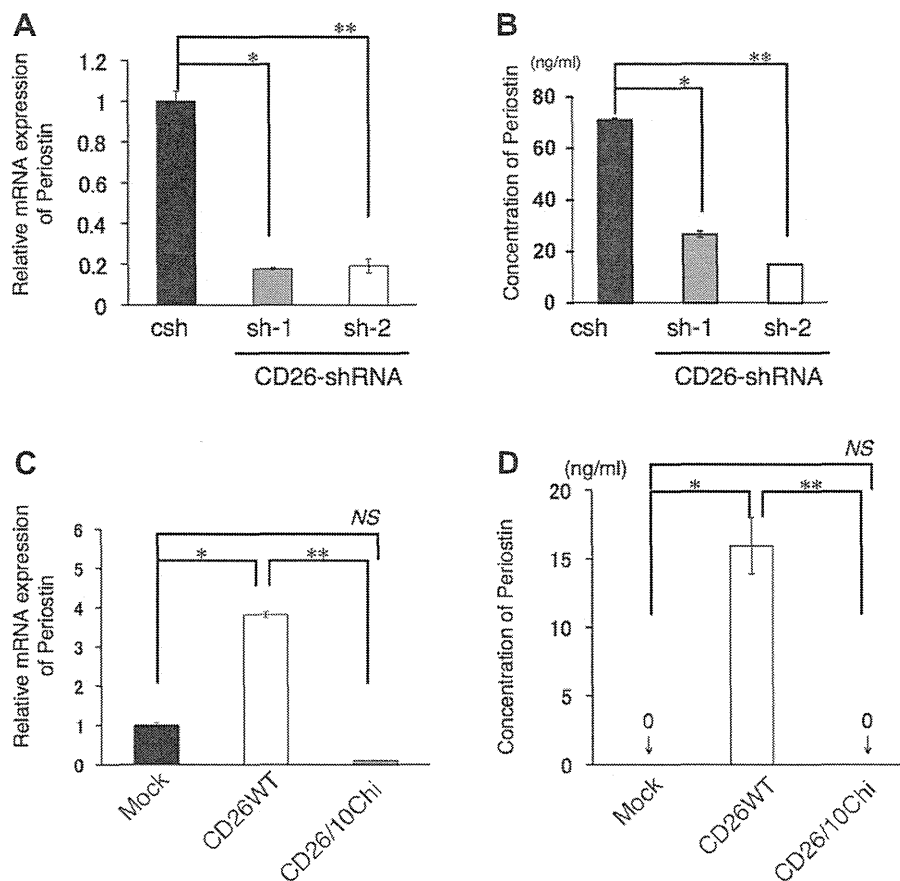 A
Relative mRNA expression
of Periostin
1.2
1
0.8
0.6
0.4
0.2
0
*
**
csh
sh-1
sh-2
CD26-shRNA
B
(ng/ml)
Concentration of Periostin
80
60
40
20
0
*
**
csh
sh-1
sh-2
CD26-shRNA
C
Relative mRNA expression
of Periostin
6
5
4
3
2
1
0
NS
*
**
Mock
CD26WT
CD26/10Chi
D
(ng/ml)
Concentration of Periostin
20
15
10
5
0
NS
*
**
0
0
Mock
CD26WT
CD26/10Chi